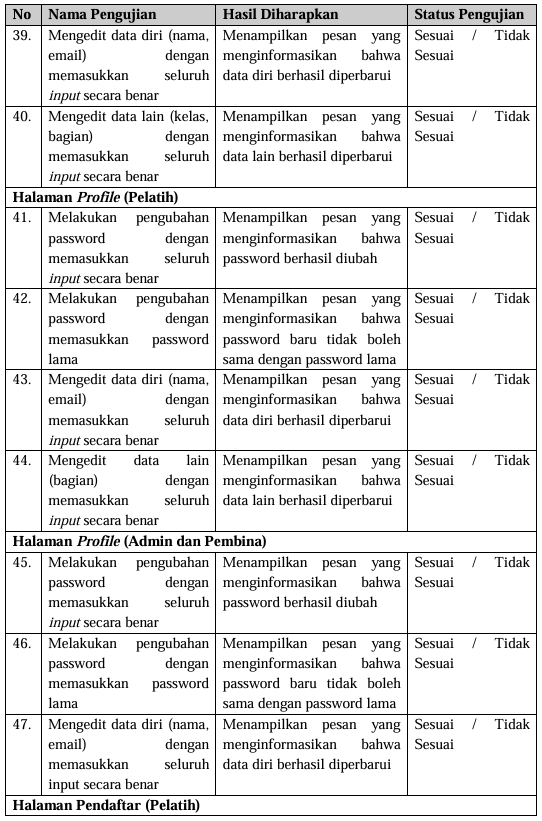 No Nama Pengujian Hasil Diharapkan Status Pengujian
39. Mengedit data diri (nama, Menampilkan pesan yang Sesuai / Tidak
email) dengan menginformasikan bahwa Sesuai
memasukkan seluruh data diri berhasil diperbarui
input secara benar
40. Mengedit data lain (kelas, Menampilkan pesan yang Sesuai / Tidak
bagian) dengan menginformasikan bahwa Sesuai
memasukkan seluruh data lain berhasil diperbarui
input secara benar
Halaman Profile (Pelatih)
41. Melakukan pengubahan Menampilkan pesan yang Sesuai / Tidak
password dengan menginformasikan bahwa Sesuai
memasukkan seluruh password berhasil diubah
input secara benar
42. Melakukan pengubahan Menampilkan pesan yang Sesuai / Tidak
password dengan menginformasikan bahwa Sesuai
memasukkan password password baru tidak boleh
lama sama dengan password lama
43. Mengedit data diri (nama, Menampilkan pesan yang Sesuai / Tidak
email) dengan menginformasikan bahwa Sesuai
memasukkan seluruh data diri berhasil diperbarui
input secara benar
44. Mengedit data lain Menampilkan pesan yang Sesuai / Tidak
(bagian) dengan menginformasikan bahwa Sesuai
memasukkan seluruh data lain berhasil diperbarui
input secara benar
Halaman Profile (Admin dan Pembina)
45. Melakukan pengubahan Menampilkan pesan yang Sesuai / Tidak
password dengan menginformasikan bahwa Sesuai
memasukkan seluruh password berhasil diubah
input secara benar
46. Melakukan pengubahan Menampilkan pesan yang Sesuai / Tidak
password dengan menginformasikan bahwa Sesuai
memasukkan password password baru tidak boleh
lama sama dengan password lama
47. Mengedit data diri (nama, Menampilkan pesan yang Sesuai / Tidak
email) dengan menginformasikan bahwa Sesuai
memasukkan seluruh data diri berhasil diperbarui
input secara benar
Halaman Pendaftar (Pelatih)